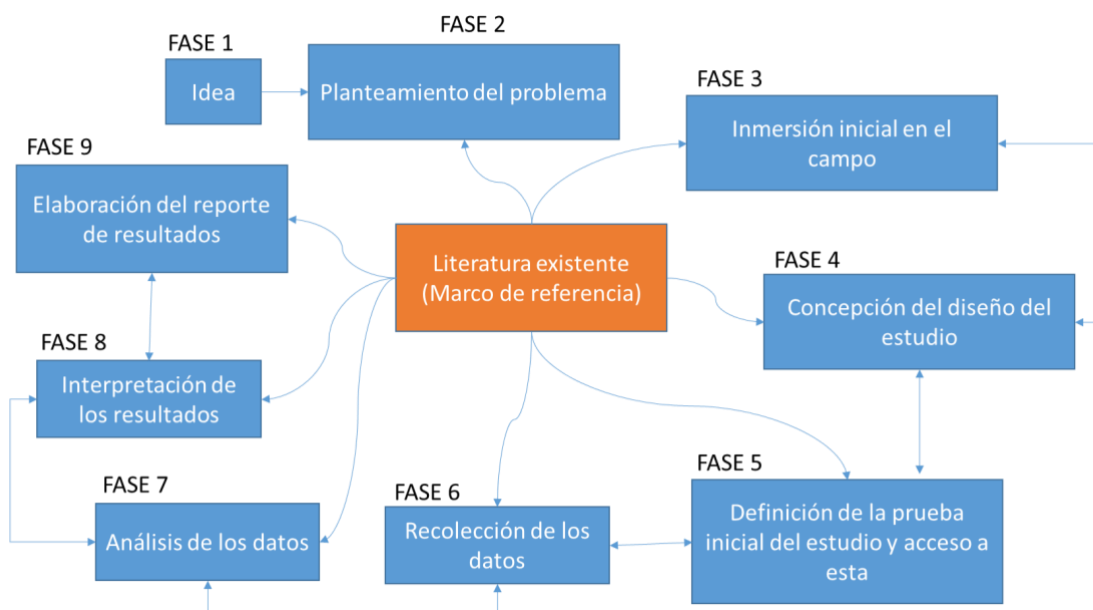 FASE 1
Idea
FASE 2
Planteamiento del problema
FASE 3
Inmersión inicial en el
campo
FASE 9
Elaboración del reporte
de resultados
Literatura existente
(Marco de referencia)
FASE 4
Concepción del diseño del
estudio
FASE 8
Interpretación de
los resultados
FASE 7
Análisis de los datos
FASE 6
Recolección de los
datos
FASE 5
Definición de la prueba
inicial del estudio y acceso a
esta